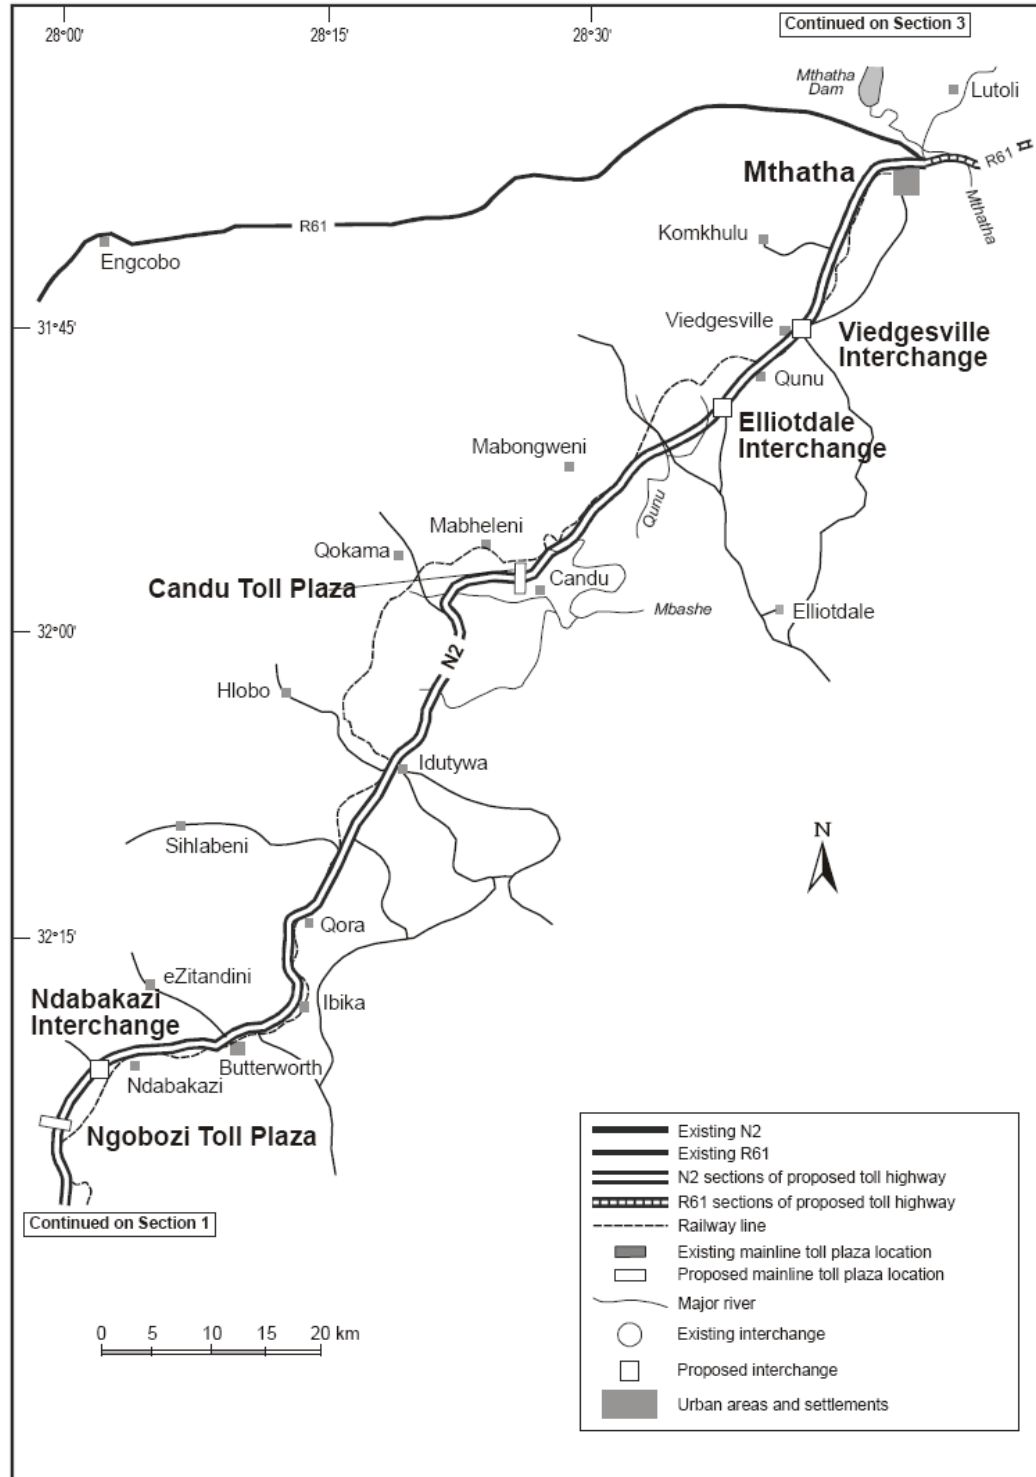 28°00'
28°15'
28°30'
Continued on Section 3
Mthatha
Dam
Lutoli
R61
Mthatha
Mthatha
Komkhulu
R61
Engcobo
31°45'
Viedgesville
Viedgesville
Interchange
Qunu
Elliotdale
Interchange
Mabongweni
Qunu
Mabheleni
Qokama
Candu Toll Plaza
Candu
Mbashe
Elliotdale
32°00'
N2
Hlobo
Idutywa
Sihlabeni
N
Qora
32°15'
eZitandini
Ndabakazi
Interchange
Ibika
Butterworth
Ndabakazi
Ngobozi Toll Plaza
Continued on Section 1
Existing N2
Existing R61
N2 sections of proposed toll highway
R61 sections of proposed toll highway
Railway line
Existing mainline toll plaza location
Proposed mainline toll plaza location
Major river
Existing interchange
Proposed interchange
Urban areas and settlements
0 5 10 15 20 km